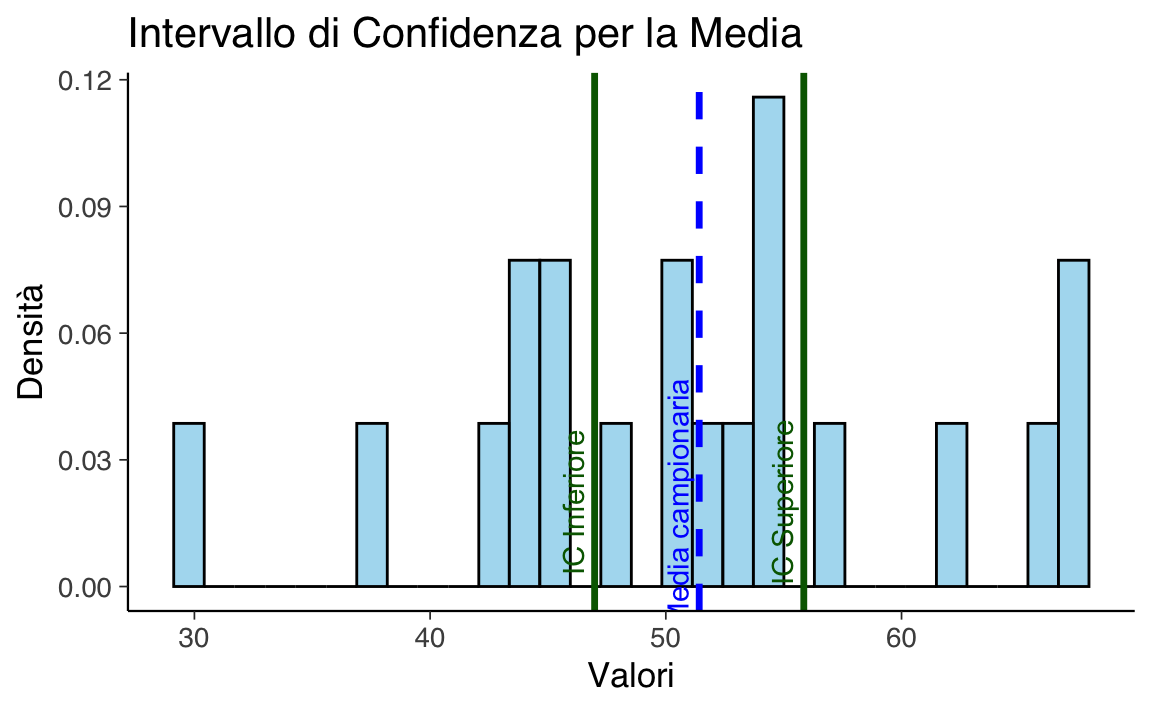 Intervallo di Confidenza per la Media
0.12
0.09
0.06
0.03
0.00
Densità
IC Inferiore
Media campionaria
IC Superiore
30
40
50
60
Valori